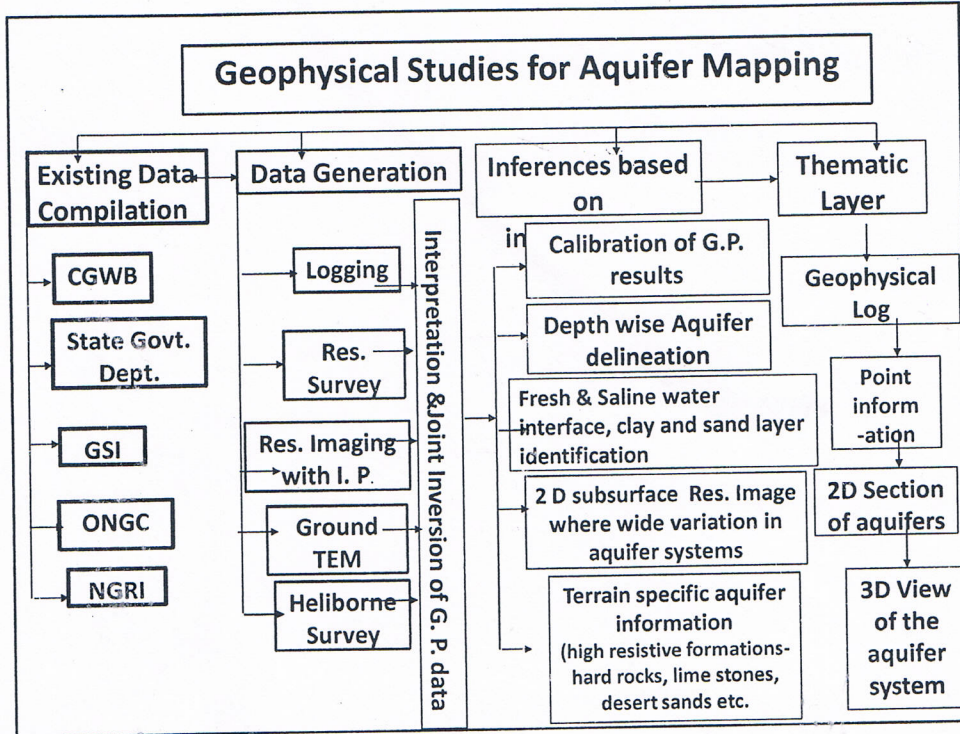 Geophysical Studies for Aquifer Mapping
Existing Data
Compilation
CGWB
State Govt.
Dept.
GSI
ONGC
NGRI
Data Generation
Logging
Res.
Survey
Res. Imaging
with I. P.
Ground
TEM
Heliborne
Survey
Interpretation &Joint Inversion of G. P. data
Inferences based
on
in
Calibration of G.P.
results
Depth wise Aquifer
delineation
Fresh & Saline water
interface, clay and sand layer
identification
2 D subsurface Res. Image
where wide variation in
aquifer systems
Terrain specific aquifer
information
(high resistive formations-
hard rocks, lime stones,
desert sands etc.
Thematic
Layer
Geophysical
Log
Point
inform
-ation
2D Section
of aquifers
3D View
of the
aquifer
system